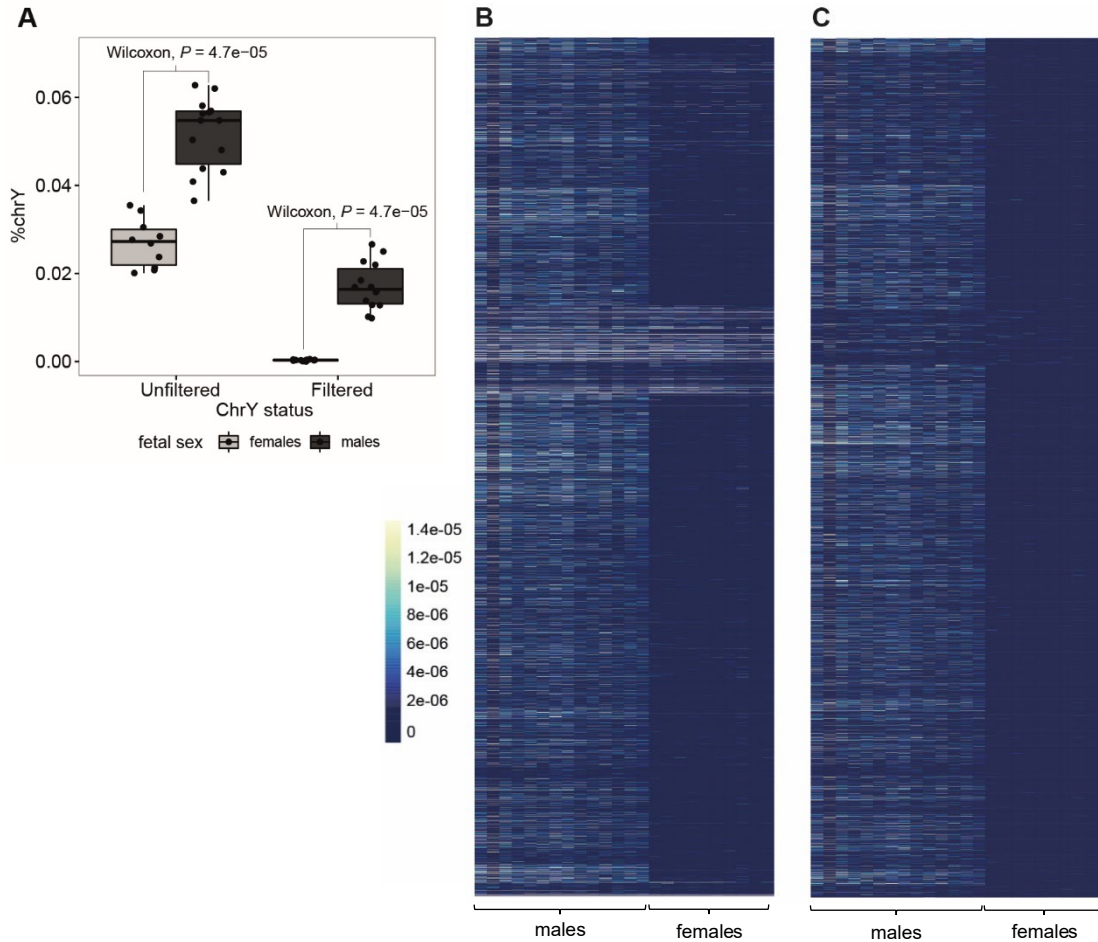 A
Wilcoxon, P = 4.7e−05
Wilcoxon, P = 4.7e−05
%chrY
0.06
0.04
0.02
0.00
Unfiltered
Filtered
ChrY status
fetal sex
females
males
1.4e-05
1.2e-05
1e-05
8e-06
6e-06
4e-06
2e-06
0
B
males
females
C
males
females